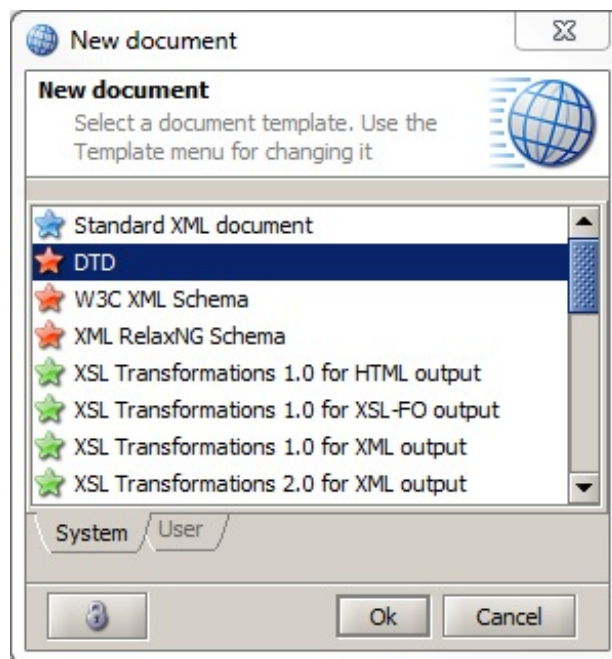 New document
New document
Select a document template. Use the
Template menu for changing it
Standard XML document
DTD
W3C XML Schema
XML RelaxNG Schema
XSL Transformations 1.0 for HTML output
XSL Transformations 1.0 for XSL-FO output
XSL Transformations 1.0 for XML output
XSL Transformations 2.0 for XML output
System User
Ok Cancel